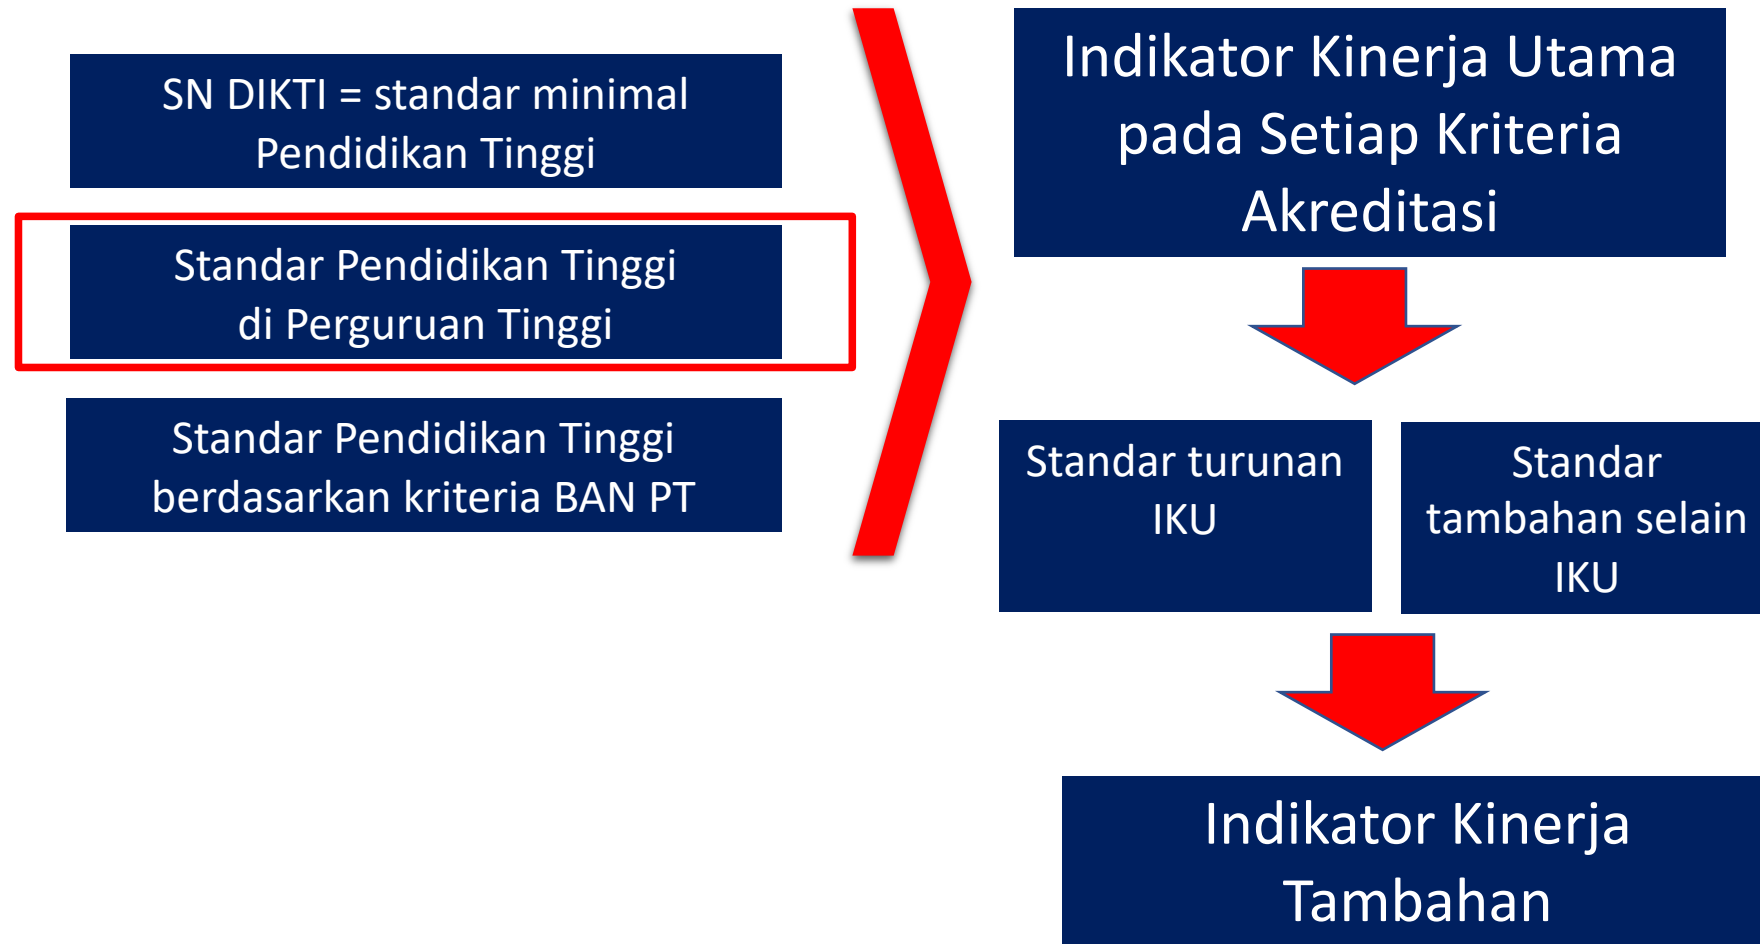 SN DIKTI = standar minimal
Pendidikan Tinggi
Standar Pendidikan Tinggi
di Perguruan Tinggi
Standar Pendidikan Tinggi
berdasarkan kriteria BAN PT
Indikator Kinerja Utama
pada Setiap Kriteria
Akreditasi
Standar turunan
IKU
Standar
tambahan selain
IKU
Indikator Kinerja
Tambahan